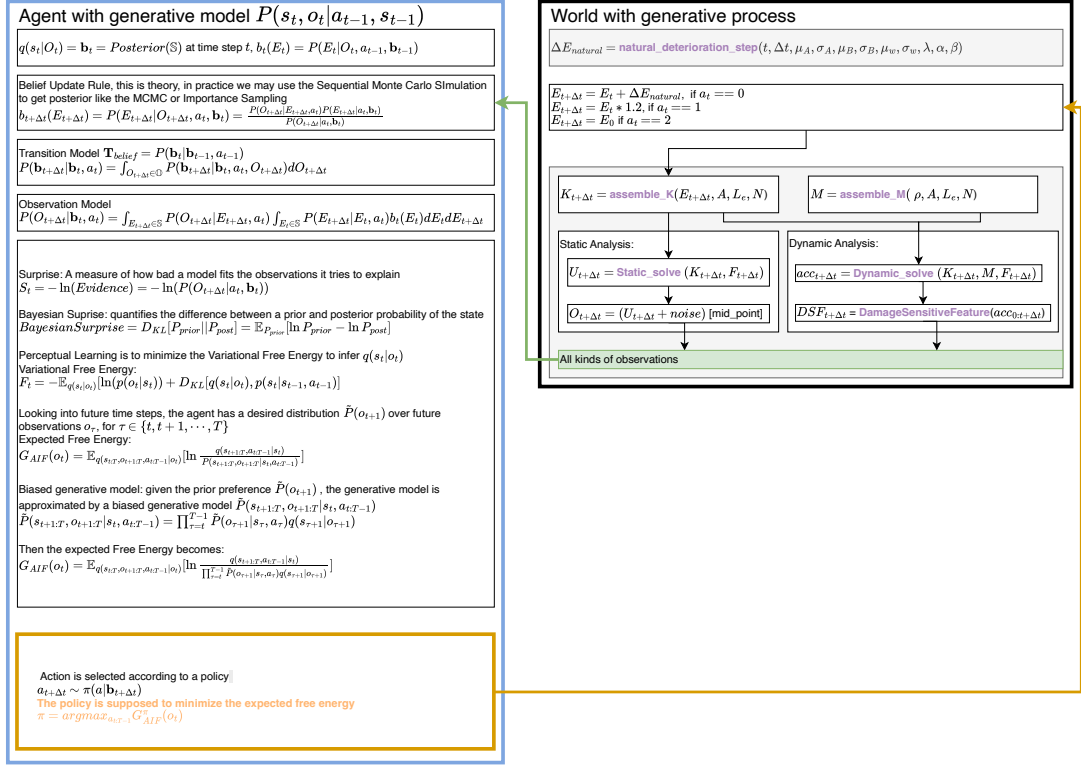 Agent with generative model P(s_t, o_t|a_{t−1}, s_{t−1})
q(s_t|O_t) = b_t = Posterior(𝕊) at time step t, b_t(E_t) = P(E_t|O_t, a_{t−1}, b_{t−1})
Belief Update Rule, this is theory, in practice we may use the Sequential Monte Carlo SImulation
to get posterior like the MCMC or Importance Sampling
b_{t+Δt}(E_{t+Δt}) = P(E_{t+Δt}|O_{t+Δt}, a_t, b_t) = \frac{P(O_{t+Δt}|E_{t+Δt},a_t)P(E_{t+Δt}|a_t,b_t)}{P(O_{t+Δt}|a_t,b_t)}
Transition Model T_{belief} = P(b_t|b_{t−1}, a_{t−1})
P(b_{t+Δt}|b_t, a_t) = ∫_{O_{t+Δt}∈𝕆} P(b_{t+Δt}|b_t, a_t, O_{t+Δt})dO_{t+Δt}
Observation Model
P(O_{t+Δt}|b_t, a_t) = ∫_{E_{t+Δt}∈𝕊} P(O_{t+Δt}|E_{t+Δt}, a_t) ∫_{E_t∈𝕊} P(E_{t+Δt}|E_t, a_t)b_t(E_t)dE_tdE_{t+Δt}
Surprise: A measure of how bad a model fits the observations it tries to explain
S_t = − ln(Evidence) = − ln(P(O_{t+Δt}|a_t, b_t))
Bayesian Suprise: quantifies the difference between a prior and posterior probability of the state
BayesianSurprise = D_{KL}[P_{prior}||P_{post}] = 𝔼_{P_{prior}}[ln P_{prior} − ln P_{post}]
Perceptual Learning is to minimize the Variational Free Energy to infer q(s_t|o_t)
Variational Free Energy:
F_t = −𝔼_{q(s_t|o_t)}[ln(p(o_t|s_t)) + D_{KL}[q(s_t|o_t), p(s_t|s_{t−1}, a_{t−1})]
Looking into future time steps, the agent has a desired distribution P̃(o_{t+1}) over future
observations o_τ, for τ ∈ {t, t + 1, ⋯, T}
Expected Free Energy:
G_{AIF}(o_t) = 𝔼_{q(s_{t:T},o_{t+1:T},a_{t:T−1}|o_t)}[ln \frac{q(s_{t+1:T},a_{t:T−1}|s_t)}{P(s_{t+1:T},o_{t+1:T}|s_t,a_{t:T−1})}]
Biased generative model: given the prior preference P̃(o_{t+1}) , the generative model is
approximated by a biased generative model P̃(s_{t+1:T}, o_{t+1:T}|s_t, a_{t:T−1})
P̃(s_{t+1:T}, o_{t+1:T}|s_t, a_{t:T−1}) = ∏_{τ=t}^{T−1} P̃(o_{τ+1}|s_τ, a_τ)q(s_{τ+1}|o_{τ+1})
Then the expected Free Energy becomes:
G_{AIF}(o_t) = 𝔼_{q(s_{t:T},o_{t+1:T},a_{t:T−1}|o_t)}[ln \frac{q(s_{t+1:T},a_{t:T−1}|s_t)}{∏_{τ=t}^{T−1} P̃(o_{τ+1}|s_τ,a_τ)q(s_{τ+1}|o_{τ+1})}]
Action is selected according to a policy
a_{t+Δt} ∼ π(a|b_{t+Δt})
The policy is supposed to minimize the expected free energy
π = argmax_{a_{t:T−1}}G^π_{AIF}(o_t)
World with generative process
ΔE_{natural} = natural_deterioration_step(t, Δt, μ_A, σ_A, μ_B, σ_B, μ_w, σ_w, λ, α, β)
E_{t+Δt} = E_t + ΔE_{natural}, if a_t == 0
E_{t+Δt} = E_t ∗ 1.2, if a_t == 1
E_{t+Δt} = E_0 if a_t == 2
K_{t+Δt} = assemble_K(E_{t+Δt}, A, L_e, N)
M = assemble_M( ρ, A, L_e, N)
Static Analysis:
U_{t+Δt} = Static_solve (K_{t+Δt}, F_{t+Δt})
O_{t+Δt} = (U_{t+Δt} + noise) [mid_point]
Dynamic Analysis:
acc_{t+Δt} = Dynamic_solve (K_{t+Δt}, M, F_{t+Δt})
DSF_{t+Δt} = DamageSensitiveFeature(acc_{0:t+Δt})
All kinds of observations